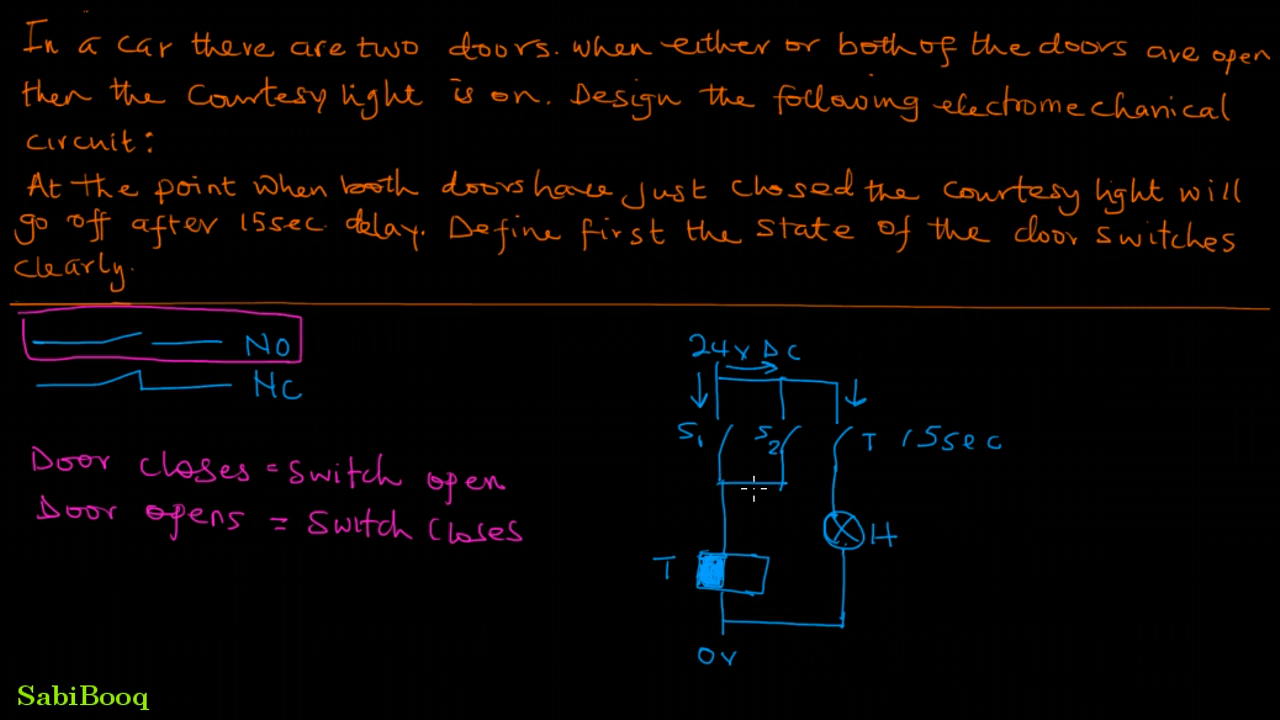 In a car there are two doors. when either or both of the doors are open
then the Courtesy light is on. Design the following electromechanical
circuit:
At the point when both doors have just closed the courtesy light will
go off after 15sec. delay. Define first the state of the door switches
clearly.
NO
NC
Door closes = Switch open
Door opens = Switch Closes
24v DC
S1
S2
T 15sec
H
T
0v
SabiBooq